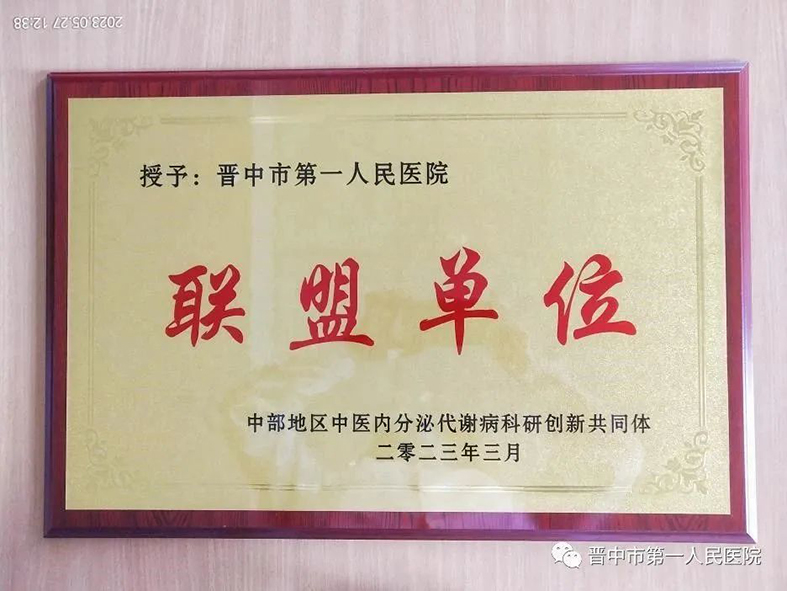 2023.05.27 12:38
授予：晋中市第一人民医院
联盟单位
中部地区中医内分泌代谢病科研创新共同体
二零二三年三月
晋中市第一人民医院